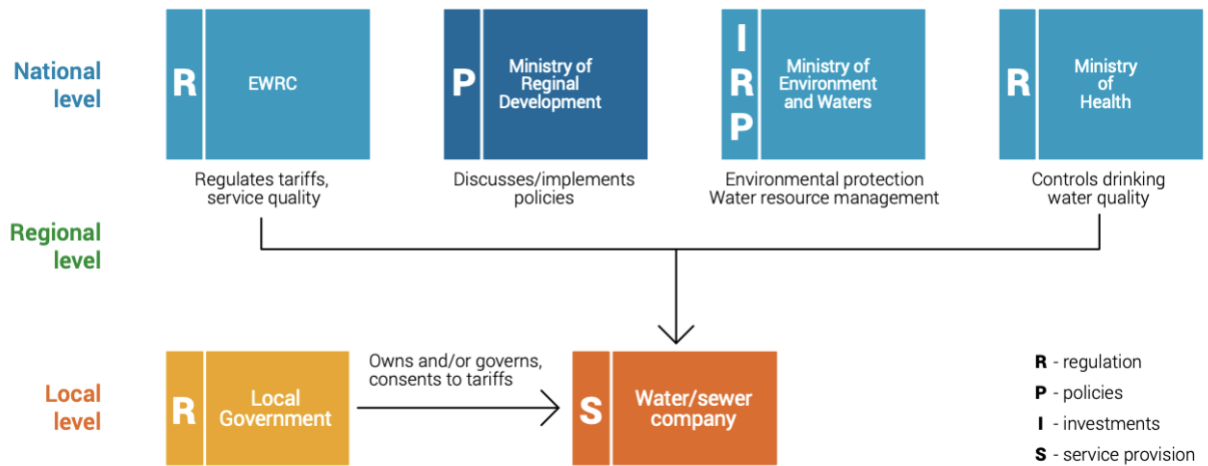 National
level
R
EWRC
P
Ministry of
Reginal
Development
I
R
P
Ministry of
Environment
and Waters
R
Ministry
of
Health
Regulates tariffs,
service quality
Discusses/implements
policies
Environmental protection
Water resource management
Controls drinking
water quality
Regional
level
Local
level
R
Local
Government
Owns and/or governs,
consents to tariffs
S
Water/sewer
company
R - regulation
P - policies
I - investments
S - service provision